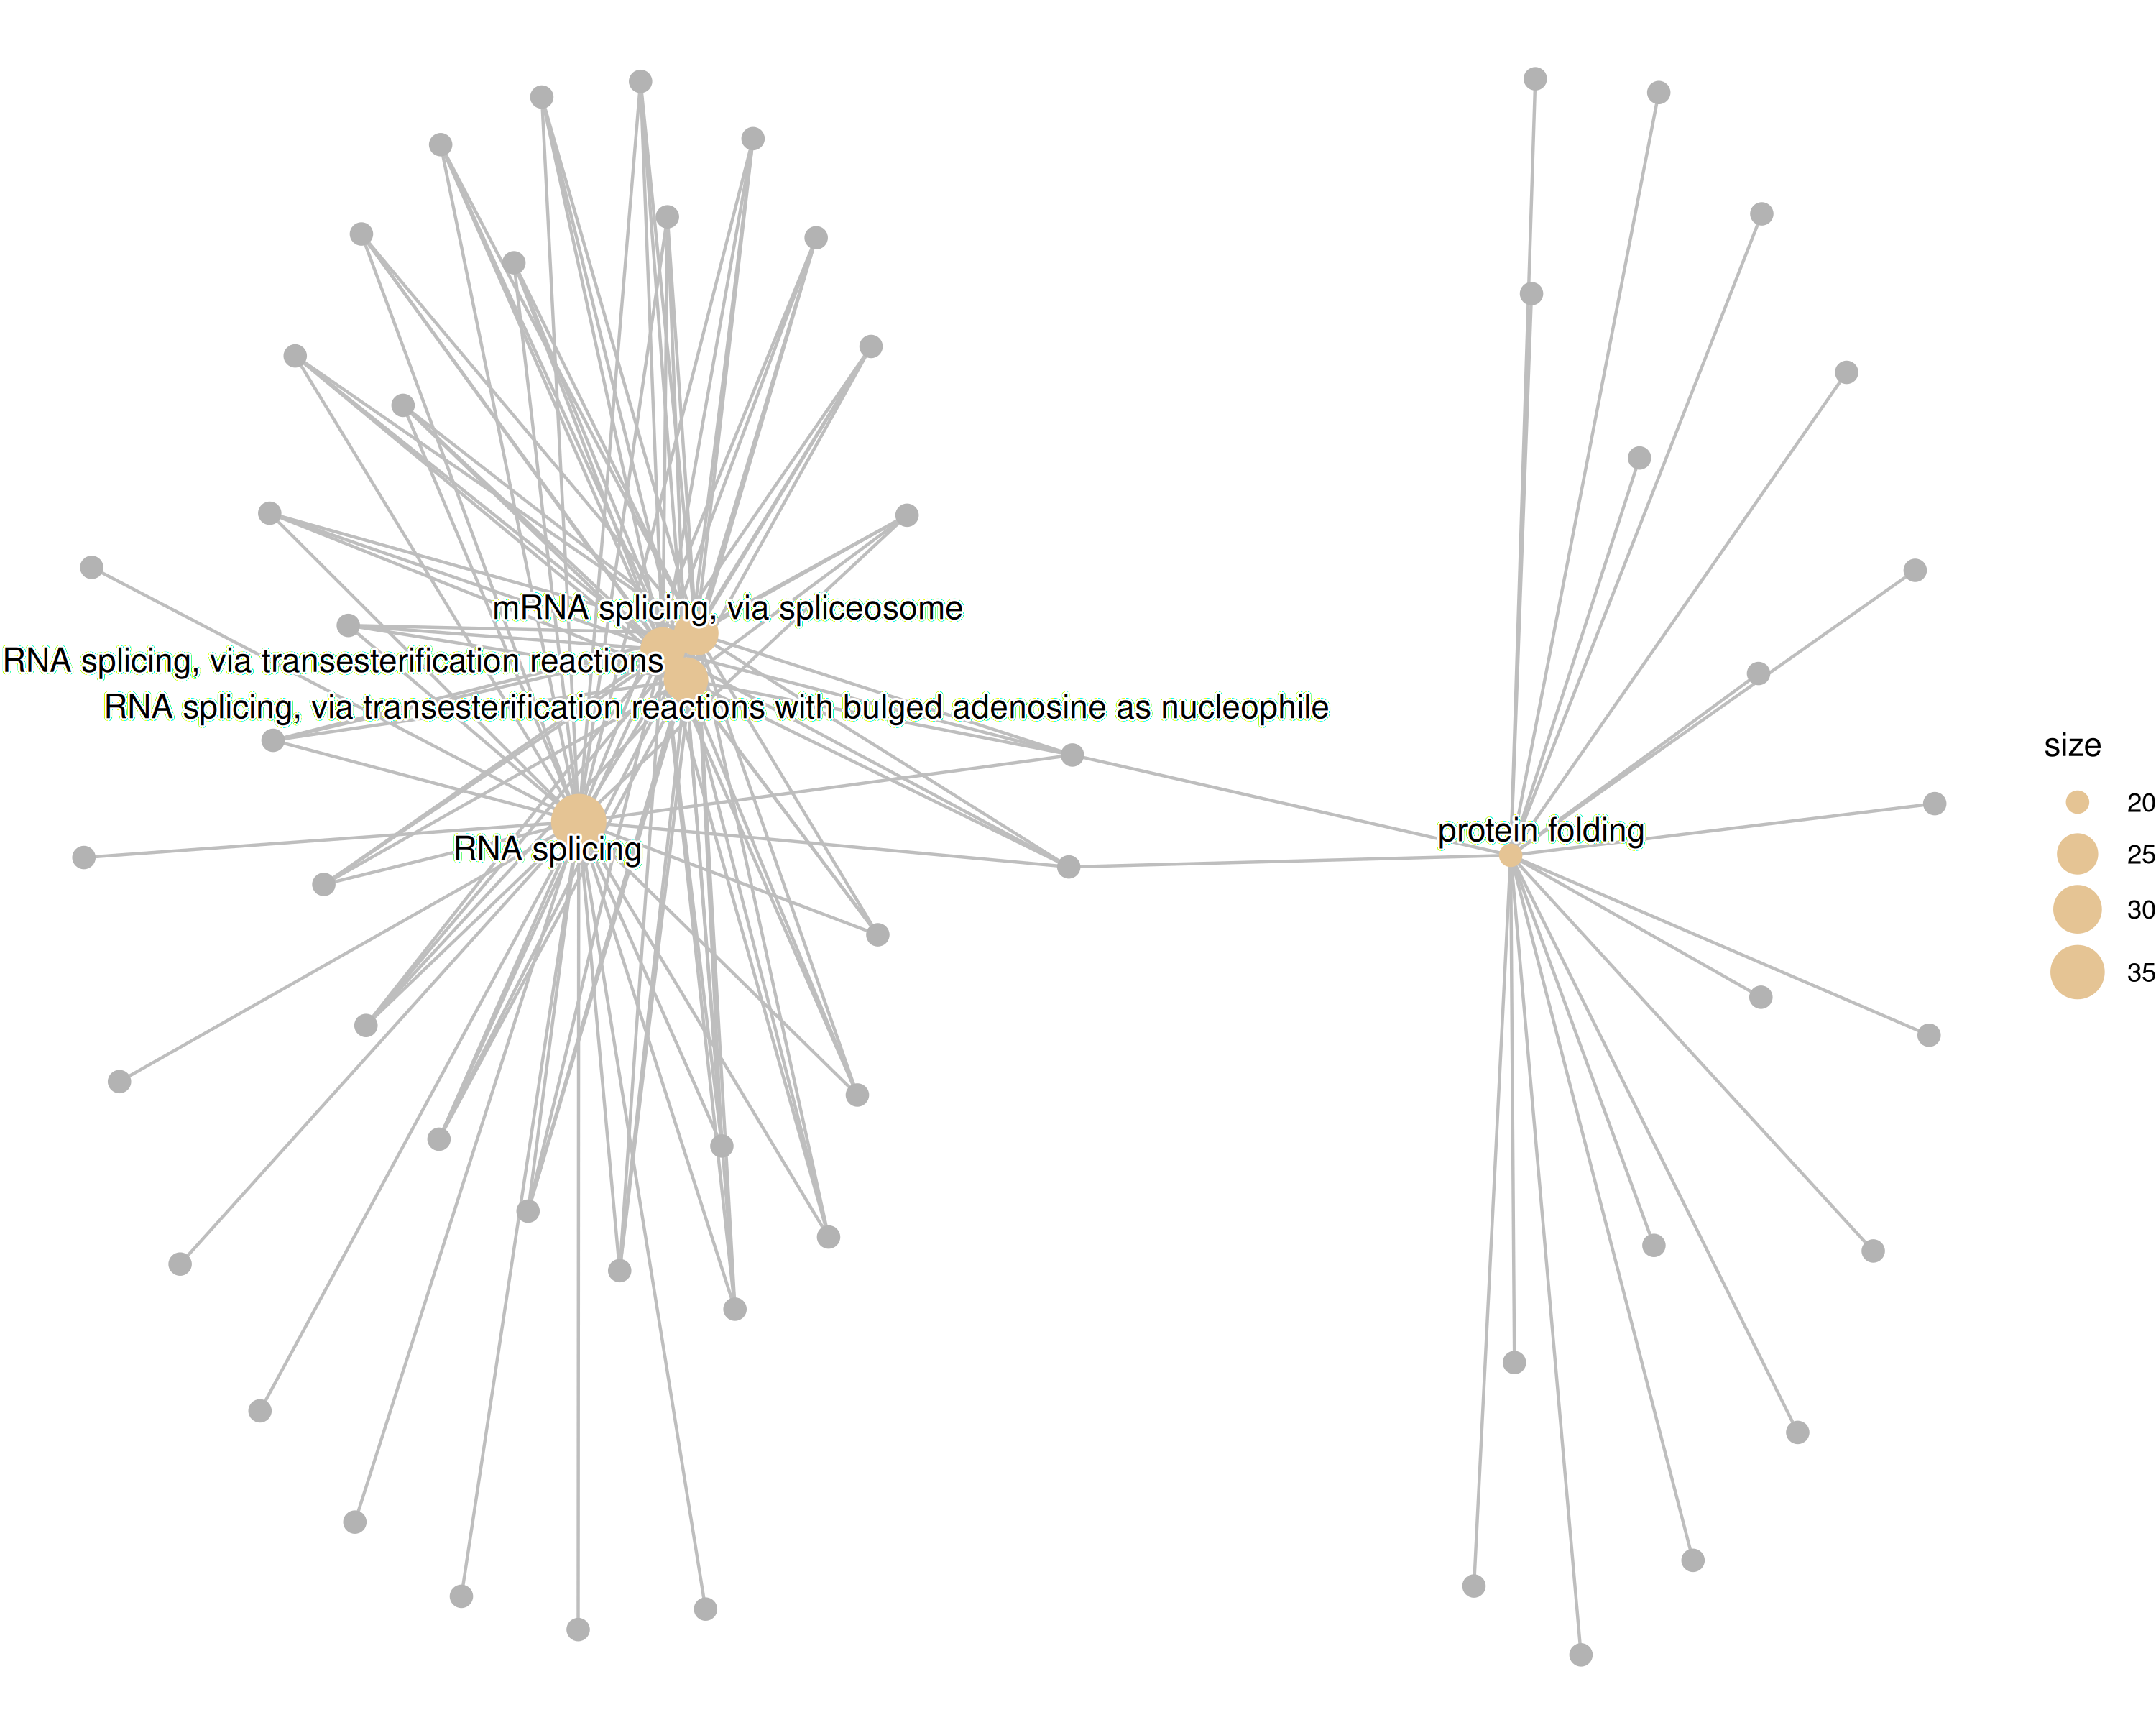 mRNA splicing, via spliceosome
RNA splicing, via transesterification reactions
RNA splicing, via transesterification reactions with bulged adenosine as nucleophile
RNA splicing
protein folding
size
20
25
30
35